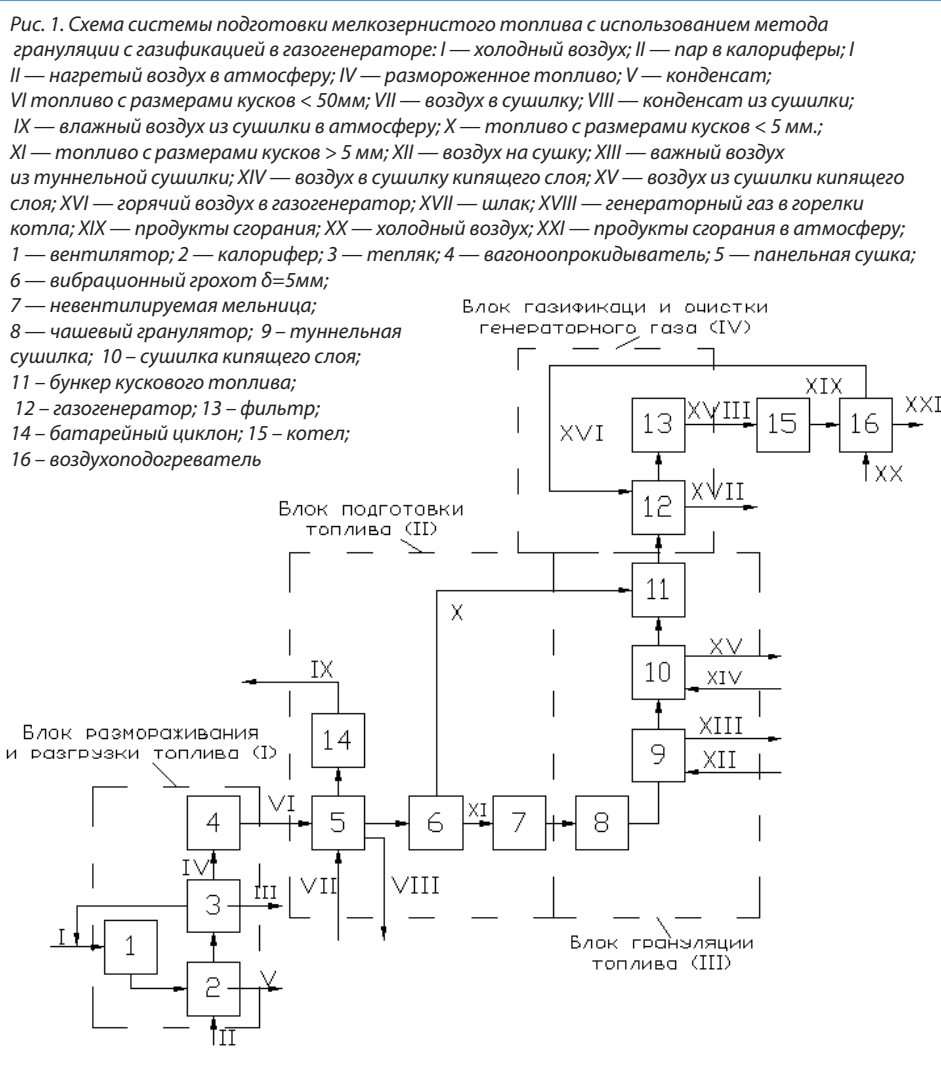 Рис. 1. Схема системы подготовки мелкозернистого топлива с использованием метода
грануляции с газификацией в газогенераторе: I — холодный воздух; II — пар в калориферы; I
II — нагретый воздух в атмосферу; IV — размороженное топливо; V — конденсат;
VI топливо с размерами кусков < 50мм; VII — воздух в сушилку; VIII — конденсат из сушилки;
IX — влажный воздух из сушилки в атмосферу; X — топливо с размерами кусков < 5 мм.;
XI — топливо с размерами кусков > 5 мм; XII — воздух на сушку; XIII — важный воздух
из туннельной сушилки; XIV — воздух в сушилку кипящего слоя; XV — воздух из сушилки кипящего
слоя; XVI — горячий воздух в газогенератор; XVII — шлак; XVIII — генераторный газ в горелки
котла; XIX — продукты сгорания; XX — холодный воздух; XXI — продукты сгорания в атмосферу;
1 — вентилятор; 2 — калорифер; 3 — тепляк; 4 — вагоноопрокидыватель; 5 — панельная сушка;
6 — вибрационный грохот δ=5мм;
7 — невентилируемая мельница;
8 — чашевый гранулятор; 9 – туннельная
сушилка; 10 – сушилка кипящего слоя;
11 – бункер кускового топлива;
12 – газогенератор; 13 – фильтр;
14 – батарейный циклон; 15 – котел;
16 – воздухоподогреватель
Блок газификаци и очистки
генераторного газа (IV)
XIX
XVI
13
XVIII
15
16
XXI
XX
12
XVII
Блок подготовки
топлива (II)
11
X
10
XV
XIV
IX
14
9
XIII
XII
Блок размораживания
и разгрузки топлива (I)
4
VI
5
6
XI
7
8
IV
3
III
VII
VIII
I
1
2
V
II
Блок грануляции
топлива (III)